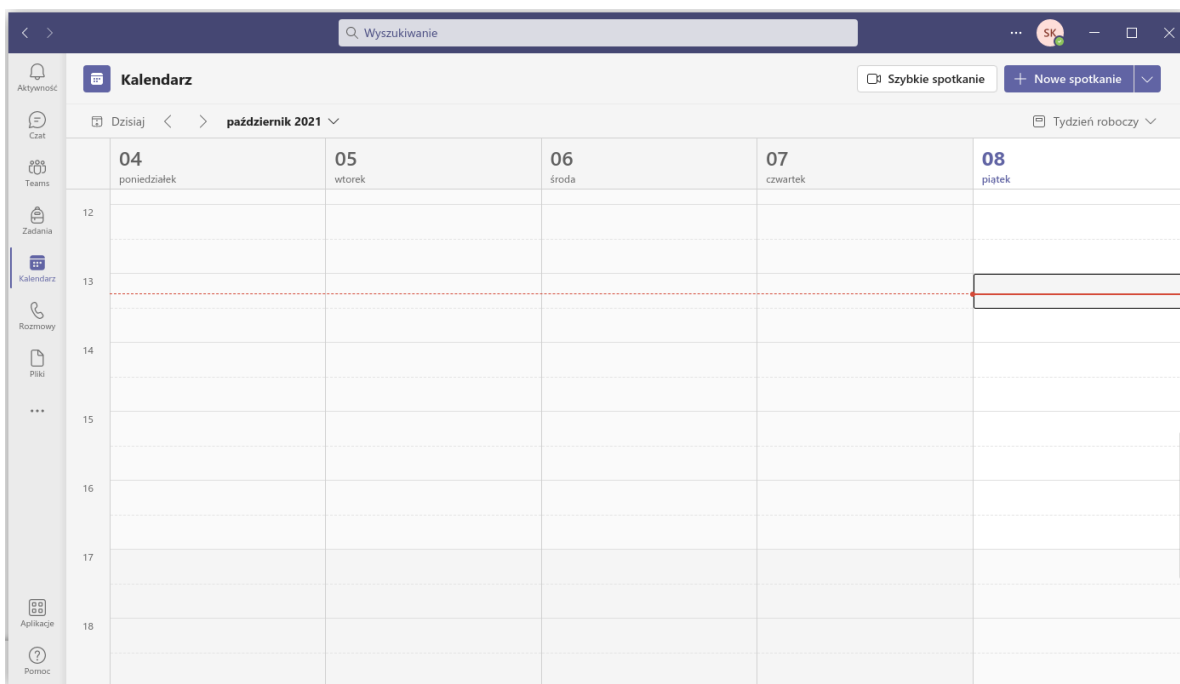 Wyszukiwanie
SK
Aktywność
Czat
Teams
Zadania
Kalendarz
Rozmowy
Pliki
Aplikacje
Pomoc
Kalendarz
Szybkie spotkanie
Nowe spotkanie
Dzisiaj
październik 2021
Tydzień roboczy
04
poniedziałek
05
wtorek
06
środa
07
czwartek
08
piątek
12
13
14
15
16
17
18